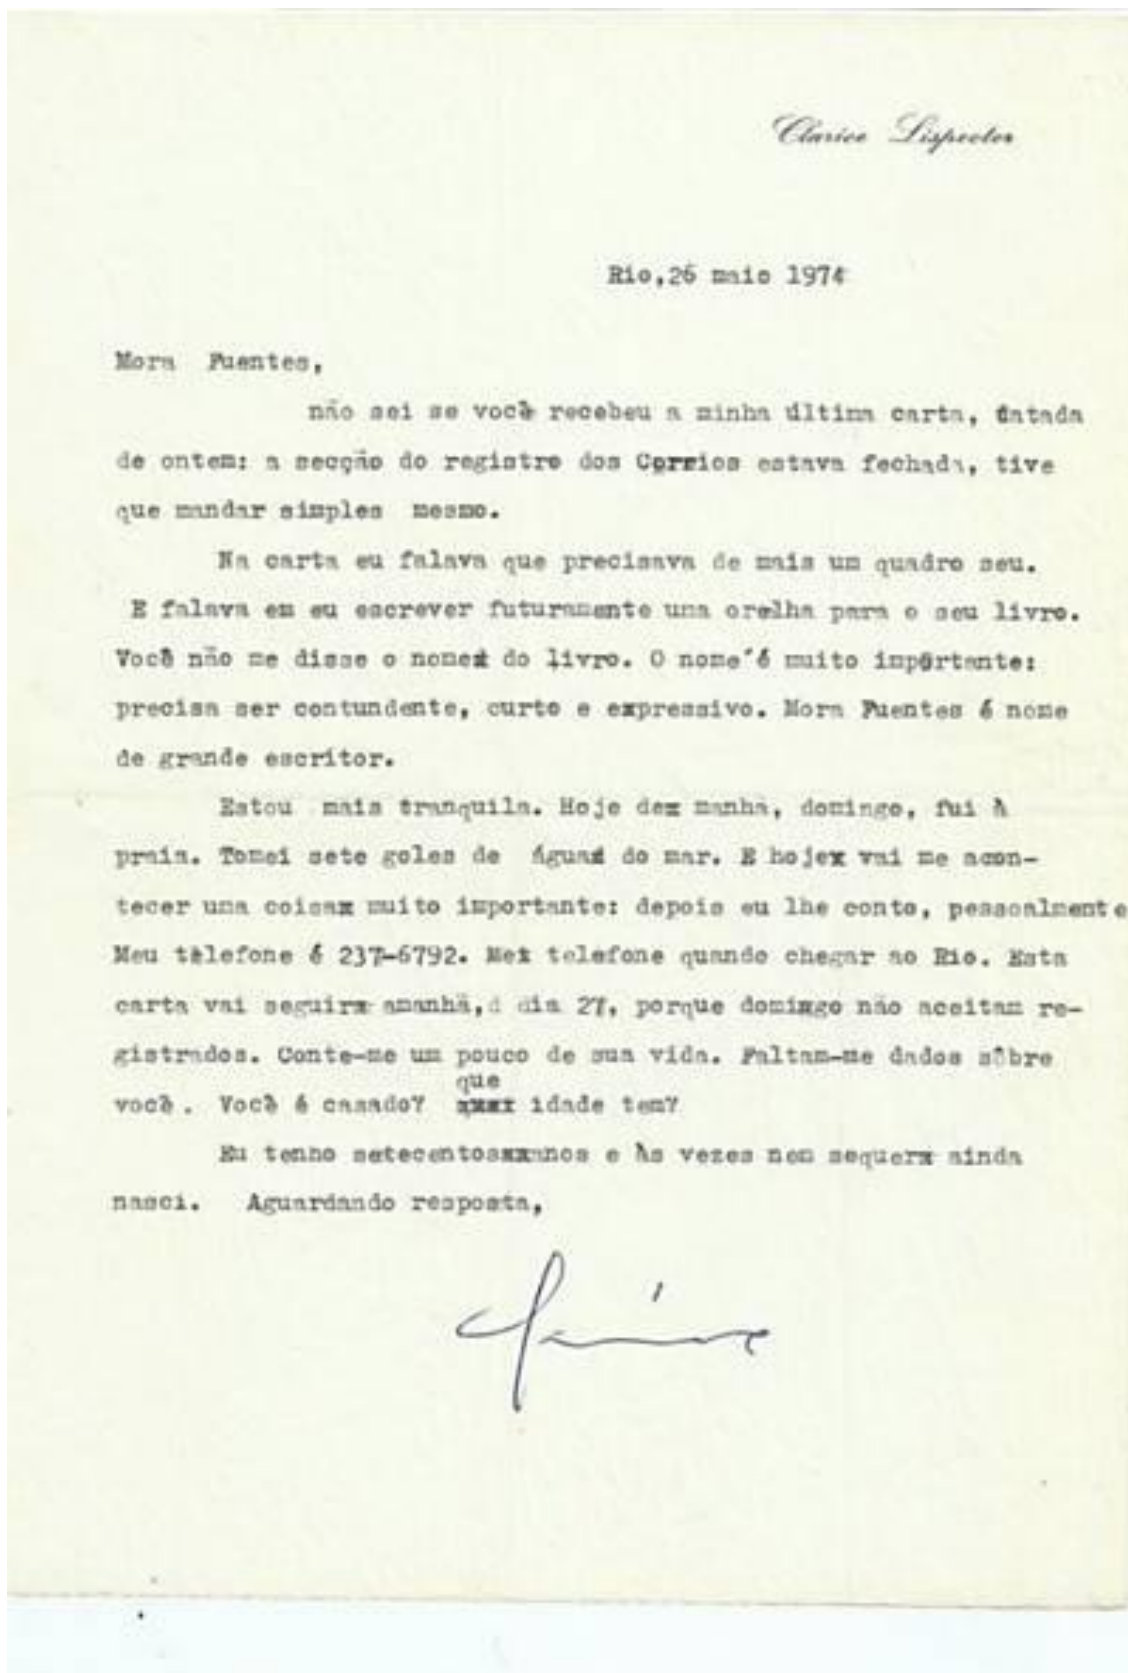 Clarice Lispector
Rio,26 maio 1974
Mora Fuentes,
não sei se você recebeu a minha última carta, datada
de ontem: a secção do registro dos Correios estava fechada, tive
que mandar simples mesmo.
Na carta eu falava que precisava de mais um quadro seu.
E falava em eu escrever futuramente uma orelha para o seu livro.
Você não me disse o nomex do livro. O nome é muito importante:
precisa ser contundente, curto e expressivo. Mora Fuentes é nome
de grande escritor.
Estou mais tranquila. Hoje dex manhã, domingo, fui à
praia. Tomei sete goles de águax do mar. E hojex vai me acon-
tecer uma coisax muito importante: depois eu lhe conto, pessoalmente
Meu telefone é 237-6792. Mex telefone quando chegar ao Rio. Esta
carta vai seguirx amanhã, dia 27, porque domingo não aceitam re-
gistrados. Conte-me um pouco de sua vida. Faltam-me dados sôbre
você. Você é casado? que idade tem?
Eu tenho setecentosxxanos e às vezes nem sequerx ainda
nasci. Aguardando resposta,
Clarice